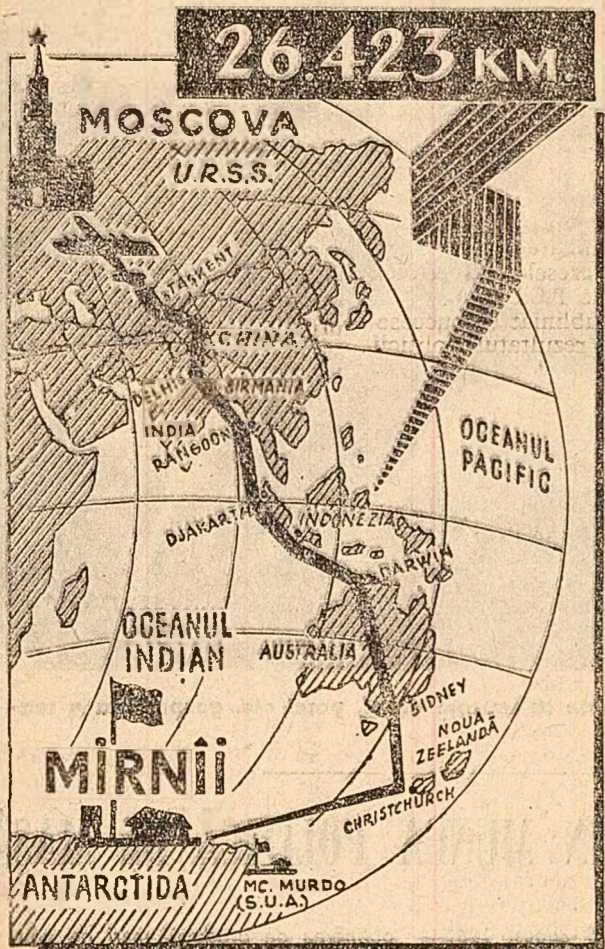 26.423 KM.
MOSCOVA
U.R.S.S.
TAȘKENT
CHINA
DELHI
BIRMANIA
INDIA
RANGOON
OCEANUL
PACIFIC
DJAKARTA
INDONEZIA
DARWIN
OCEANUL
INDIAN
AUSTRALIA
SIDNEY
NOUA
ZEELANDĂ
MÎRNÎI
CHRISTCHURCH
ANTARCTIDA
MC. MURDO
(S.U.A.)